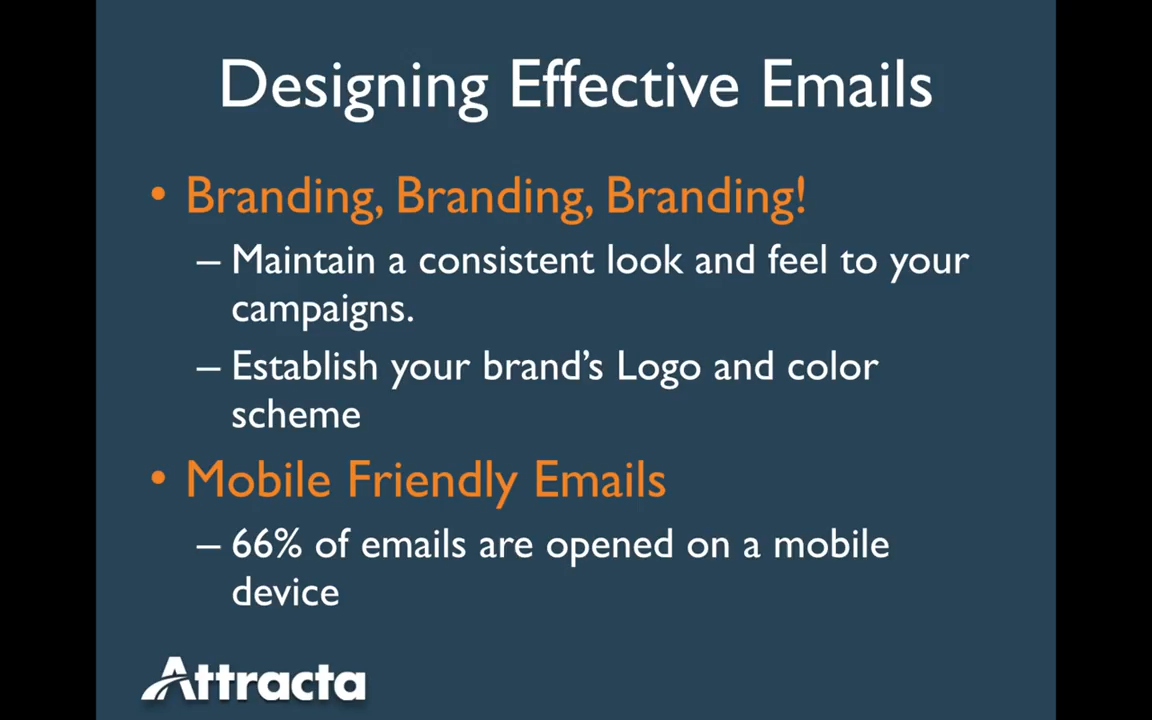 Designing Effective Emails
• Branding, Branding, Branding!
– Maintain a consistent look and feel to your
campaigns.
– Establish your brand’s Logo and color
scheme
• Mobile Friendly Emails
– 66% of emails are opened on a mobile
device
Attracta